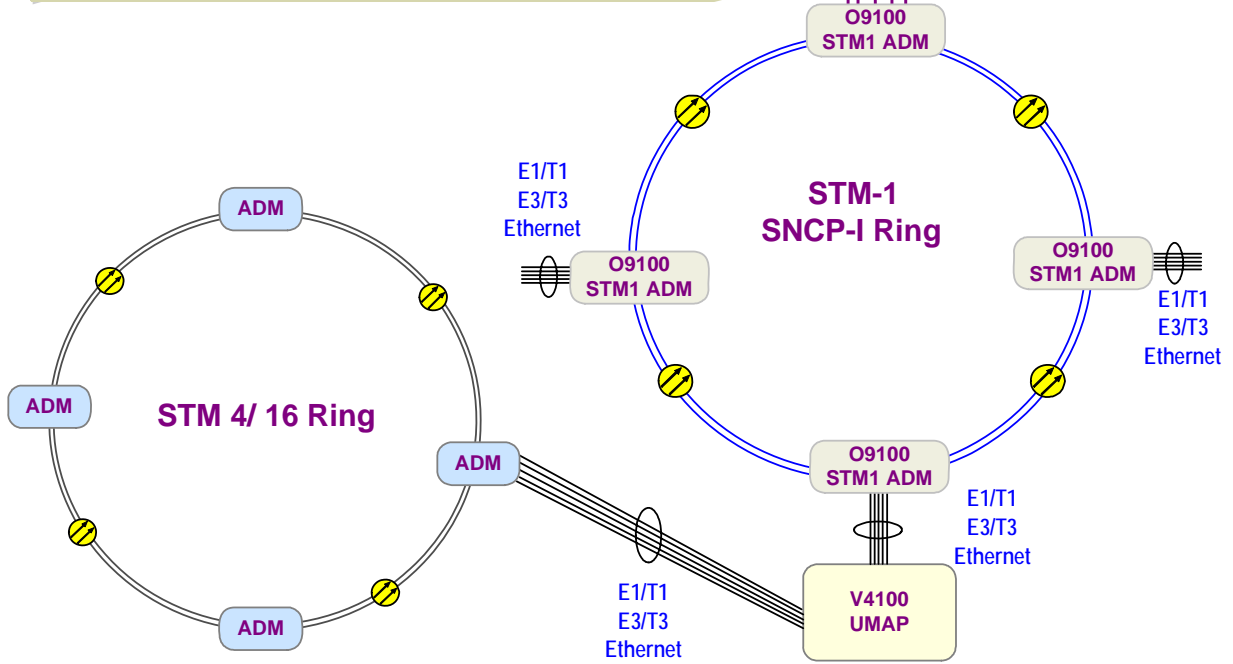 O9100
STM1 ADM
E1/T1
E3/T3
Ethernet
STM-1
SNCP-I Ring
ADM
O9100
STM1 ADM
O9100
STM1 ADM
E1/T1
E3/T3
Ethernet
ADM
STM 4/ 16 Ring
ADM
O9100
STM1 ADM
E1/T1
E3/T3
Ethernet
E1/T1
E3/T3
Ethernet
V4100
UMAP
ADM